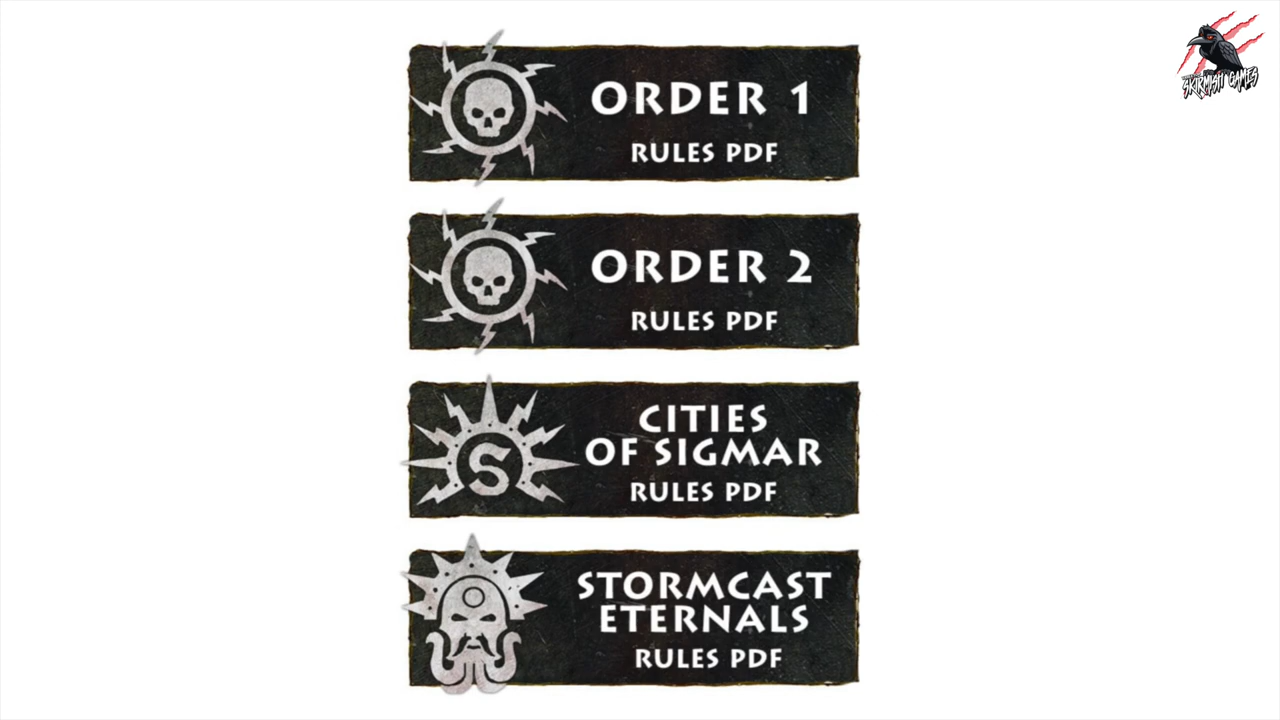 ORDER 1
RULES PDF
ORDER 2
RULES PDF
CITIES
OF SIGMAR
RULES PDF
STORMCAST
ETERNALS
RULES PDF
SKIRMISH GAMES